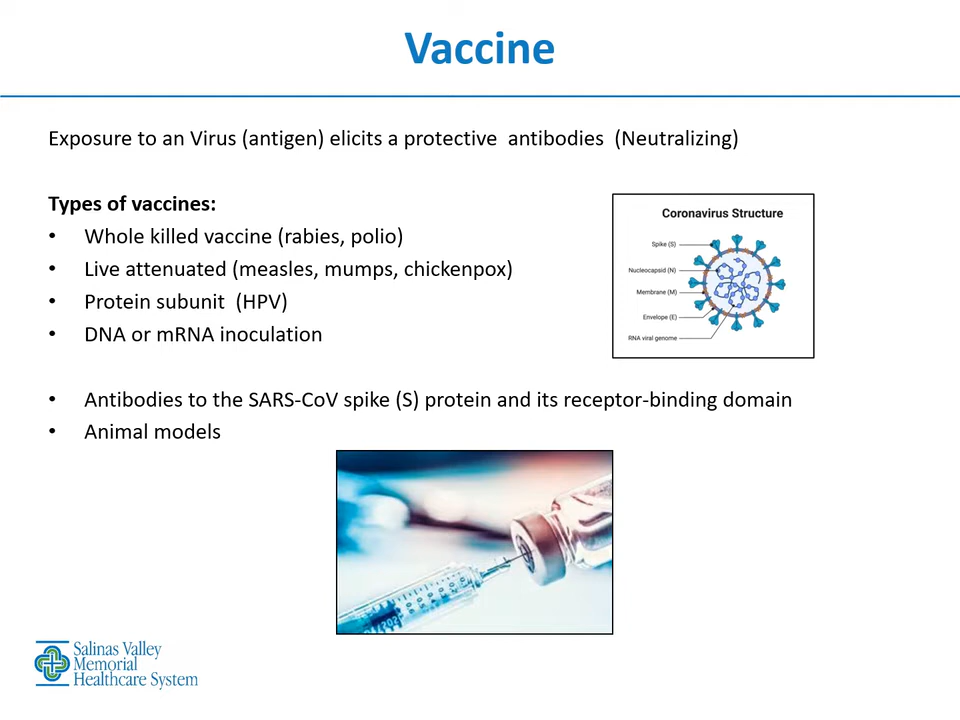 Vaccine
Exposure to an Virus (antigen) elicits a protective antibodies (Neutralizing)
Types of vaccines:
• Whole killed vaccine (rabies, polio)
• Live attenuated (measles, mumps, chickenpox)
• Protein subunit (HPV)
• DNA or mRNA inoculation
Coronavirus Structure
Spike (S)
Nucleocapsid (N)
Membrane (M)
Envelope (E)
RNA viral genome
• Antibodies to the SARS-CoV spike (S) protein and its receptor-binding domain
• Animal models
Salinas Valley
Memorial
Healthcare System